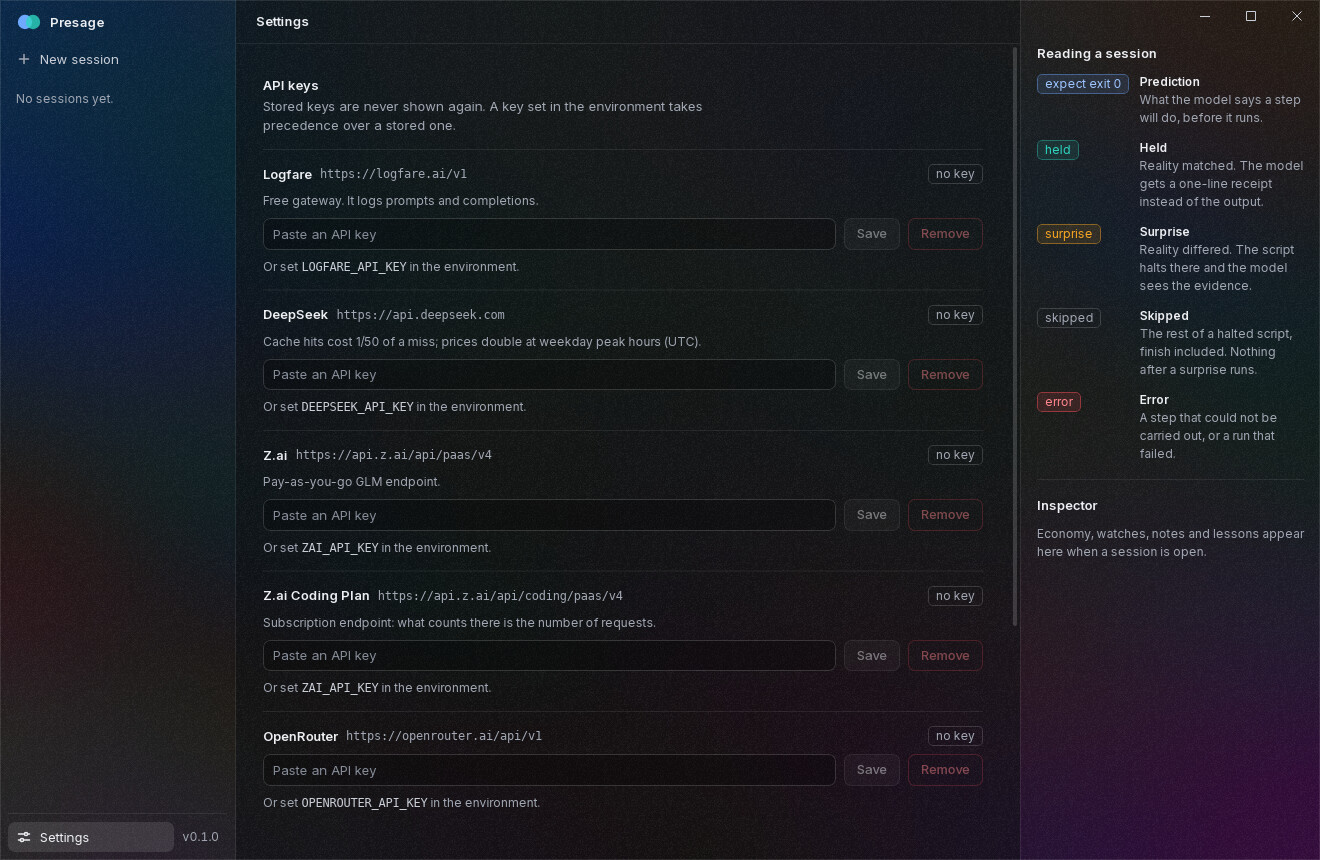 Presage
New session
No sessions yet.
Settings
v0.1.0
Settings
API keys
Stored keys are never shown again. A key set in the environment takes
precedence over a stored one.
Logfare https://logfare.ai/v1 no key
Free gateway. It logs prompts and completions.
Paste an API key Save Remove
Or set LOGFARE_API_KEY in the environment.
DeepSeek https://api.deepseek.com no key
Cache hits cost 1/50 of a miss; prices double at weekday peak hours (UTC).
Paste an API key Save Remove
Or set DEEPSEEK_API_KEY in the environment.
Z.ai https://api.z.ai/api/paas/v4 no key
Pay-as-you-go GLM endpoint.
Paste an API key Save Remove
Or set ZAI_API_KEY in the environment.
Z.ai Coding Plan https://api.z.ai/api/coding/paas/v4 no key
Subscription endpoint: what counts there is the number of requests.
Paste an API key Save Remove
Or set ZAI_API_KEY in the environment.
OpenRouter https://openrouter.ai/api/v1 no key
Paste an API key Save Remove
Or set OPENROUTER_API_KEY in the environment.
Reading a session
expect exit 0 Prediction
What the model says a step
will do, before it runs.
held Held
Reality matched. The model
gets a one-line receipt
instead of the output.
surprise Surprise
Reality differed. The script
halts there and the model
sees the evidence.
skipped Skipped
The rest of a halted script,
finish included. Nothing
after a surprise runs.
error Error
A step that could not be
carried out, or a run that
failed.
Inspector
Economy, watches, notes and lessons appear
here when a session is open.